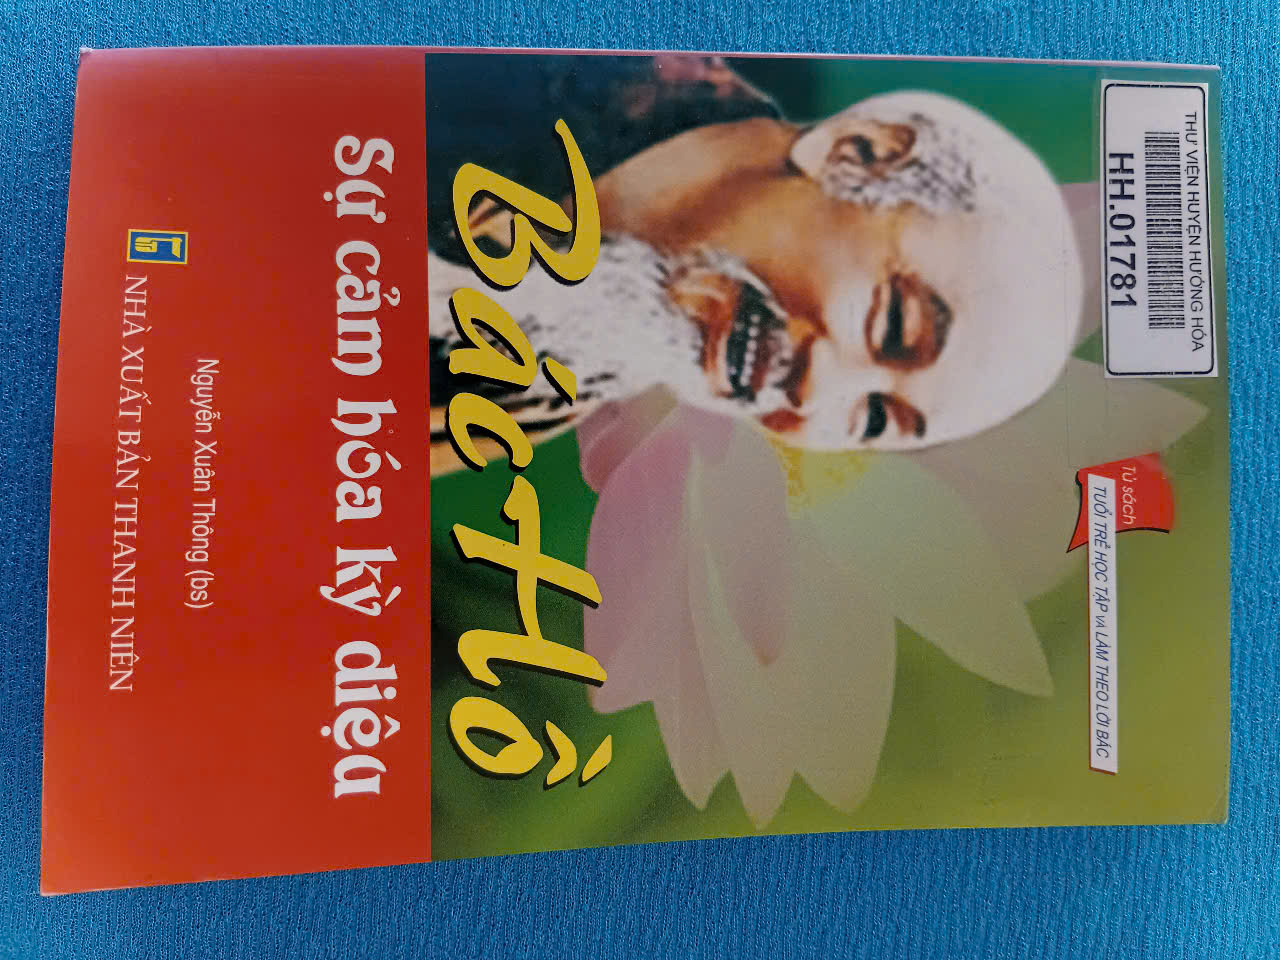 THƯ VIỆN HUYỆN HƯỚNG HÓA
HH.01781
Tủ sách
TUỔI TRẺ HỌC TẬP VÀ LÀM THEO LỜI BÁC
Bác Hồ
Sự cảm hóa kỳ diệu
Nguyễn Xuân Thông (bs)
NHÀ XUẤT BẢN THANH NIÊN